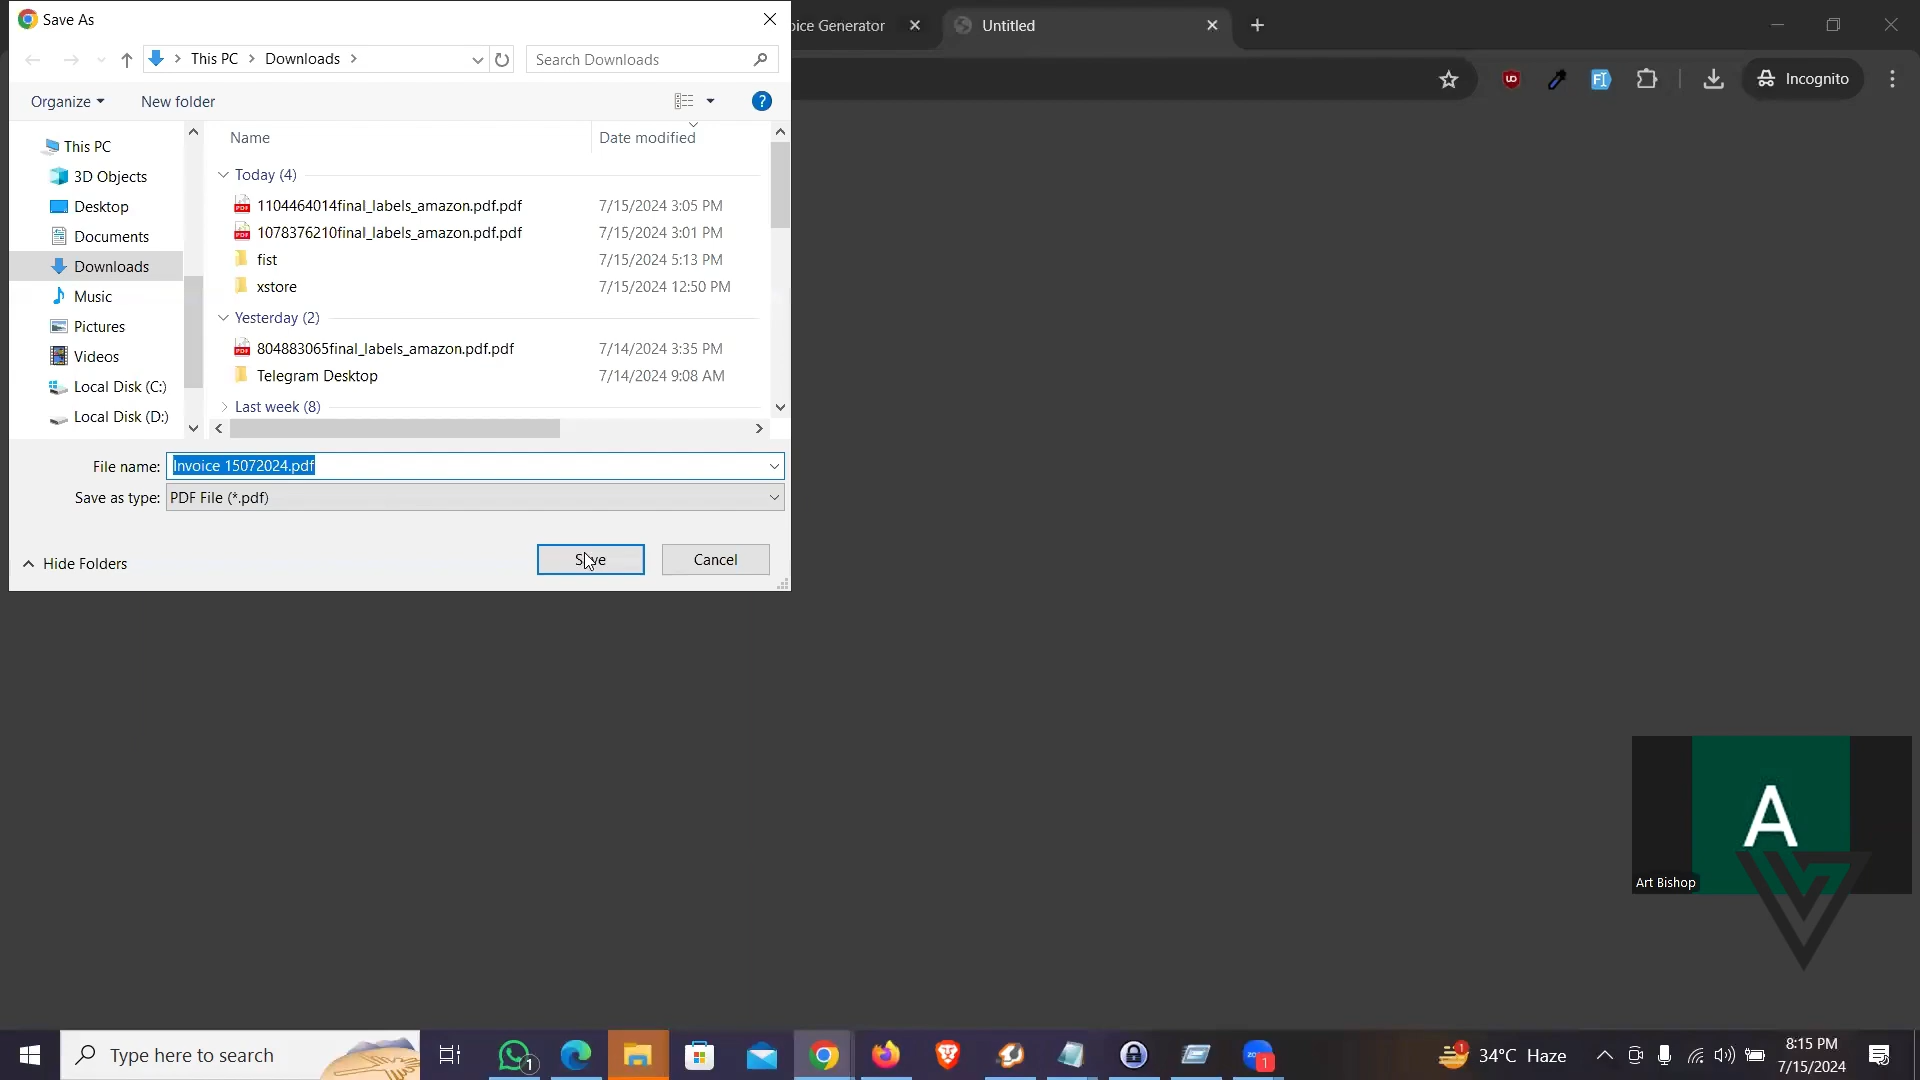 Save As
oice Generator
Untitled
This PC
Downloads
Search Downloads
Incognito
Organize
New folder
?
Name
Date modified
This PC
3D Objects
Desktop
Documents
Downloads
Music
Pictures
Videos
Local Disk (C:)
Local Disk (D:)
Today (4)
1104464014final_labels_amazon.pdf.pdf 7/15/2024 3:05 PM
1078376210final_labels_amazon.pdf.pdf 7/15/2024 3:01 PM
fist 7/15/2024 5:13 PM
xstore 7/15/2024 12:50 PM
Yesterday (2)
804883065final_labels_amazon.pdf.pdf 7/14/2024 3:35 PM
Telegram Desktop 7/14/2024 9:08 AM
Last week (8)
File name: Invoice 15072024.pdf
Save as type: PDF File (*.pdf)
Hide Folders
Save
Cancel
A
Art Bishop
Type here to search
1
1
1
34°C Haze
8:15 PM
7/15/2024